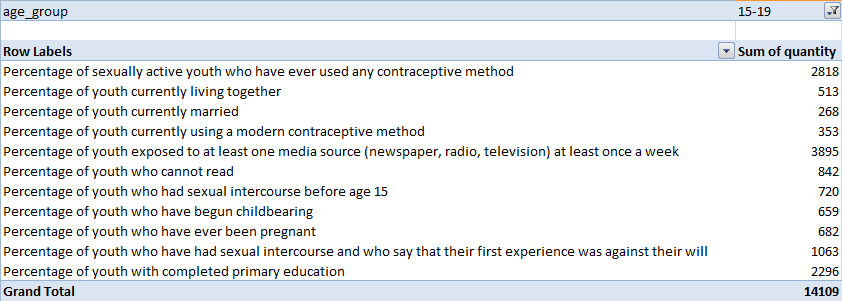 age_group 15-19
Row Labels Sum of quantity
Percentage of sexually active youth who have ever used any contraceptive method 2818
Percentage of youth currently living together 513
Percentage of youth currently married 268
Percentage of youth currently using a modern contraceptive method 353
Percentage of youth exposed to at least one media source (newspaper, radio, television) at least once a week 3895
Percentage of youth who cannot read 842
Percentage of youth who had sexual intercourse before age 15 720
Percentage of youth who have begun childbearing 659
Percentage of youth who have ever been pregnant 682
Percentage of youth who have had sexual intercourse and who say that their first experience was against their will 1063
Percentage of youth with completed primary education 2296
Grand Total 14109